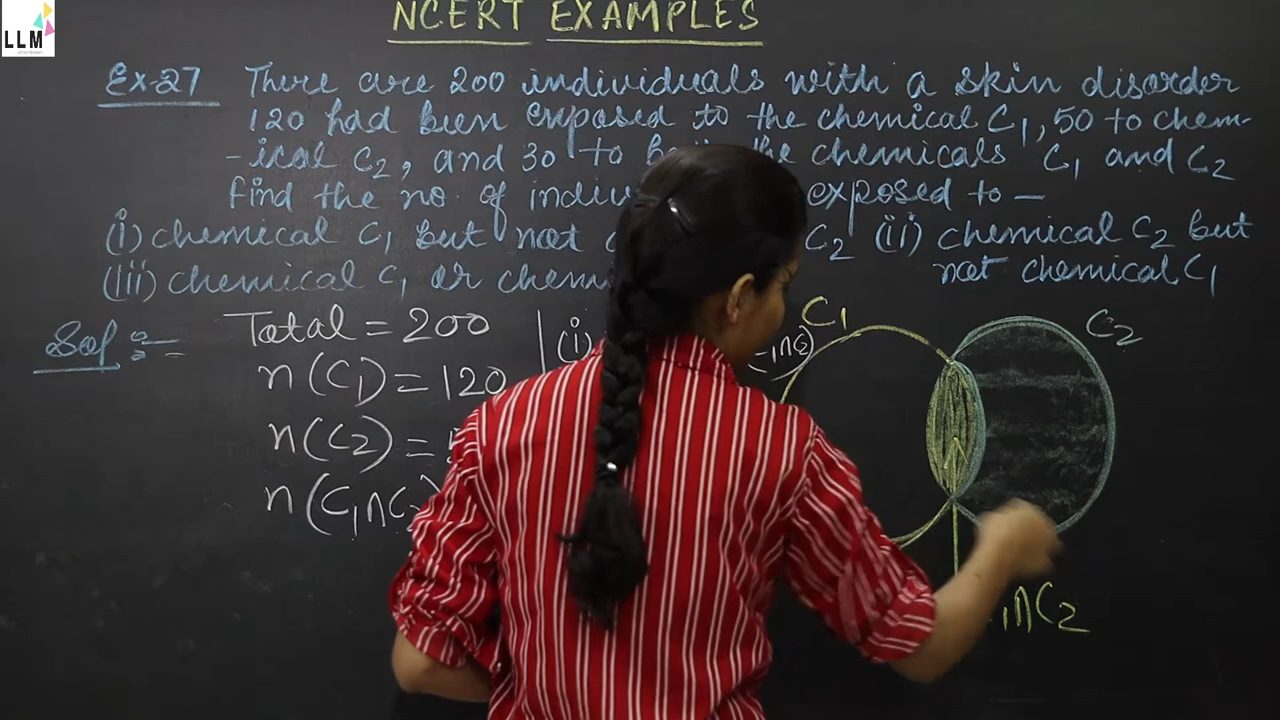 LLM
NCERT EXAMPLES
Ex-27 There are 200 individuals with a skin disorder
120 had been exposed to the chemical C₁, 50 to chem-
-ical C₂, and 30 to the chemicals C₁ and C₂
find the no. of exposed to —
(i) chemical C₁ but not C₂ (ii) chemical C₂ but
(iii) chemical C₁ or not chemical C₁
Sol :-
Total = 200
n(C₁) = 120
n(C₂) =
n(C₁∩C
(i)
C₁
C₂
∩C₂